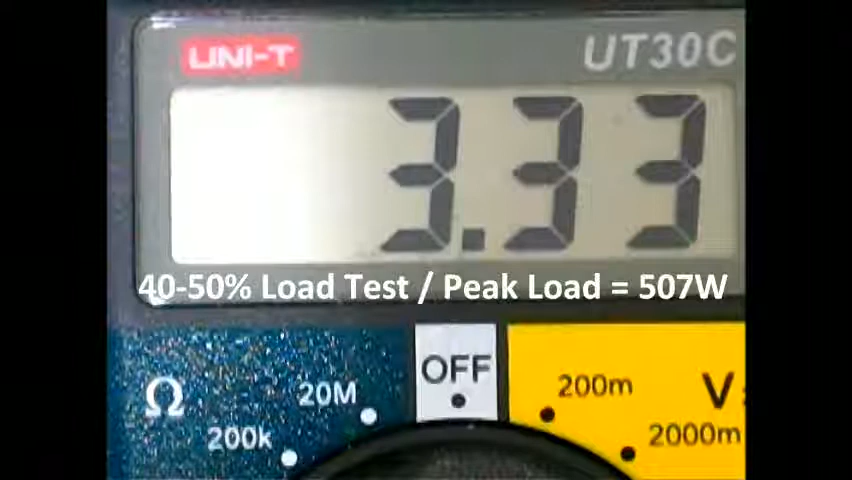 UNI-T UT30C
3.33
40-50% Load Test / Peak Load = 507W
OFF
Ω 20M 200m V
200k 2000m